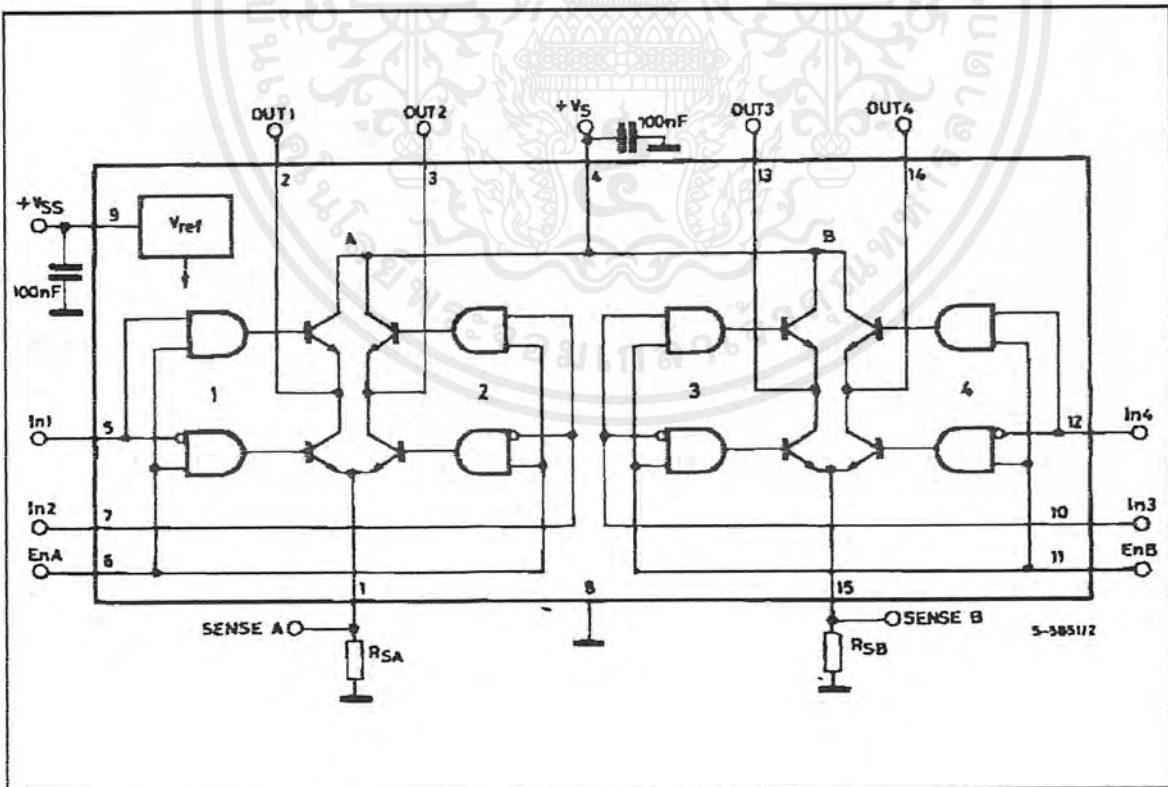 OUT1
OUT2
+VS
100nF
OUT3
OUT4
2
3
4
13
14
+VSS
9
Vref
A
B
100nF
1
2
3
4
In1
5
12
In4
In2
7
10
In3
EnA
6
11
EnB
1
8
15
SENSE A
RSA
SENSE B
RSB
S-5851/2